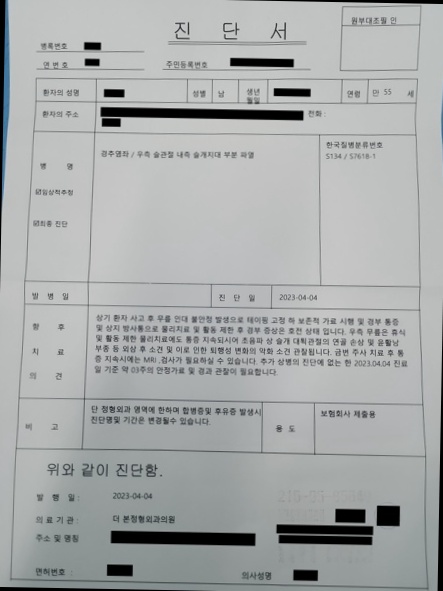 진 단 서
원부대조필 인
병록번호
연 번 호
주민등록번호
환자의 성명
성별
남
생년
월일
연령
만 55 세
환자의 주소
전화 :
병 명
☑임상적추정
☑최종 진단
경추염좌 / 우측 슬관절 내측 슬개지대 부분 파열
한국질병분류번호
S134 / S7618-1
발 병 일
진 단 일
2023-04-04
향 후
치 료
의 견
상기 환자 사고 후 무릎 인대 불안정 발생으로 테이핑 고정 하 보존적 가료 시행 및 경부 통증
및 상지 방사통으로 물리치료 및 활동 제한 후 경부 증상은 호전 상태 입니다. 우측 무릎은 휴식
및 활동 제한 물리치료에도 통증 지속되시어 초음파 상 슬개 대퇴관절의 연골 손상 및 윤활낭
부종 등 외상 후 소견 및 이로 인한 퇴행성 변화의 악화 소견 관찰됩니다. 금번 주사 치료 후 통
증 지속시에는 MRI ,검사가 필요하실 수 있습니다. 추가 상병의 진단에 없는 한 2023.04.04 진료
일 기준 약 03주의 안정가료 및 경과 관찰이 필요합니다.
비 고
단 정형외과 영역에 한하며 합병증및 후유증 발생시
진단명및 기간은 변경될수 있습니다.
용 도
보험회사 제출용
위와 같이 진단함.
발 행 일 :
2023-04-04
의 료 기 관 :
더 본정형외과의원
주소 및 명칭
면허번호 :
의사성명